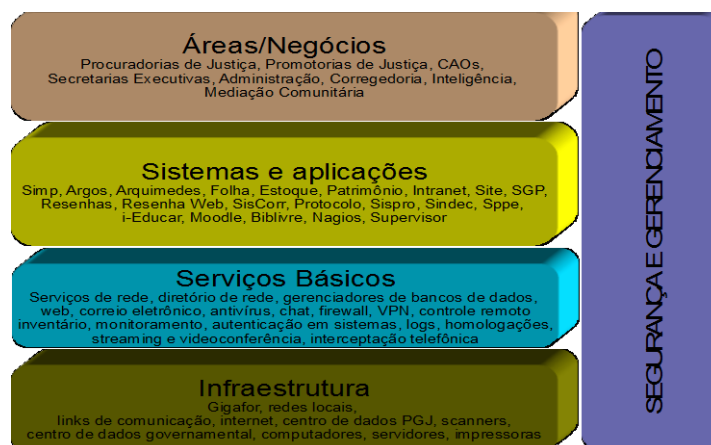 Áreas/Negócios
Procuradorias de Justiça, Promotorias de Justiça, CAOs,
Secretarias Executivas, Administração, Corregedoria, Inteligência,
Mediação Comunitária
Sistemas e aplicações
Simp, Argos, Arquimedes, Folha, Estoque, Patrimônio, Intranet, Site, SGP,
Resenhas, Resenha Web, SisCorr, Protocolo, Sispro, Sindec, Sppe,
i-Educar, Moodle, Biblivre, Nagios, Supervisor
Serviços Básicos
Serviços de rede, diretório de rede, gerenciadores de bancos de dados,
web, correio eletrônico, antivírus, chat, firewall, VPN, controle remoto
inventário, monitoramento, autenticação em sistemas, logs, homologações,
streaming e videoconferência, interceptação telefônica
Infraestrutura
Gigafor, redes locais,
links de comunicação, internet, centro de dados PGJ, scanners,
centro de dados governamental, computadores, servidores, impressoras
SEGURANÇA E GERENCIAMENTO